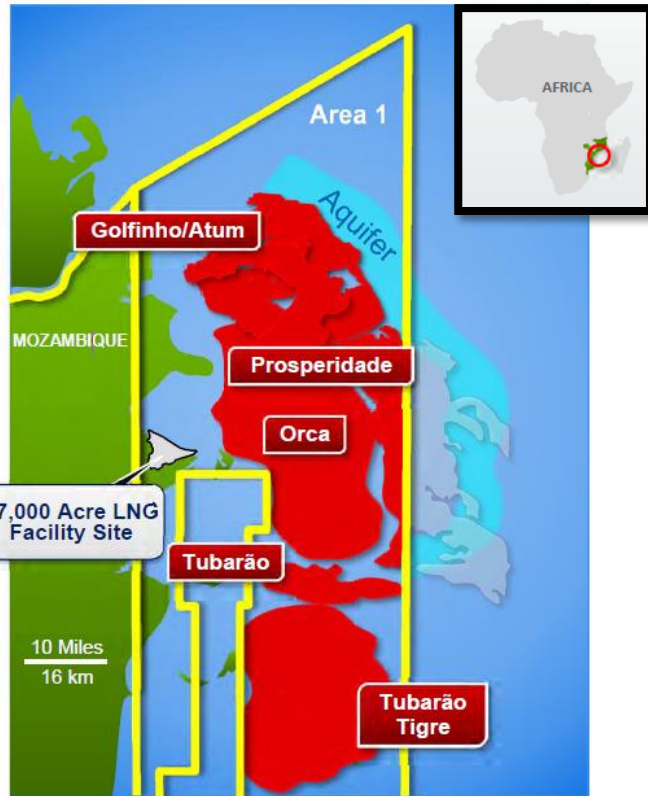 AFRICA
Area 1
Aquifer
Golfinho/Atum
MOZAMBIQUE
Prosperidade
Orca
7,000 Acre LNG
Facility Site
Tubarão
10 Miles
16 km
Tubarão
Tigre